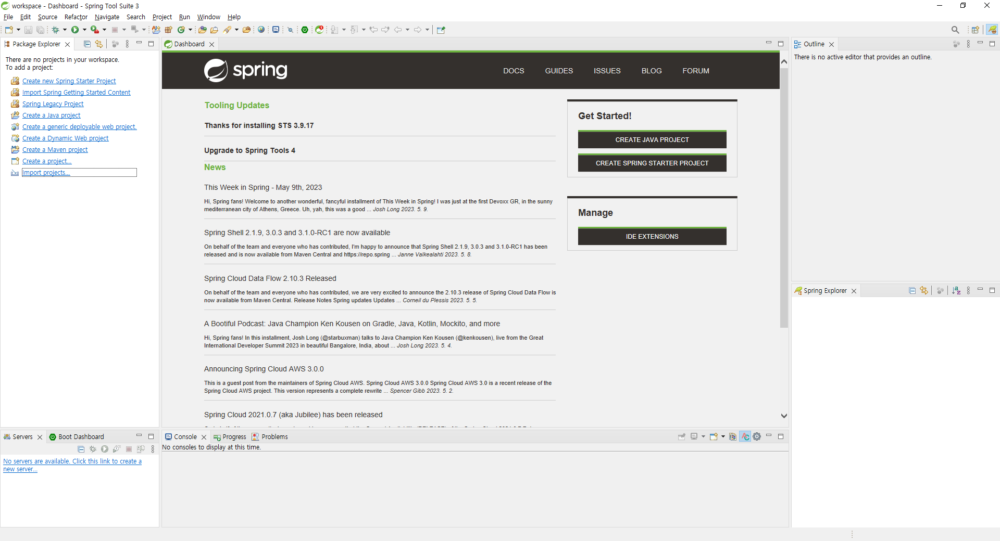 workspace - Dashboard - Spring Tool Suite 3
File Edit Source Refactor Navigate Search Project Run Window Help
Package Explorer
There are no projects in your workspace.
To add a project:
Create new Spring Starter Project
Import Spring Getting Started Content
Spring Legacy Project
Create a Java project
Create a generic deployable web project.
Create a Dynamic Web project
Create a Maven project
Create a project...
Import projects...
Dashboard
spring
DOCS GUIDES ISSUES BLOG FORUM
Tooling Updates
Thanks for installing STS 3.9.17
Upgrade to Spring Tools 4
News
This Week in Spring - May 9th, 2023
Hi, Spring fans! Welcome to another wonderful, fancyful installment of This Week in Spring! I was just at the first Devoxx GR, in the sunny
mediterranean city of Athens, Greece. Uh, yah, this was a good ... Josh Long 2023. 5. 9.
Spring Shell 2.1.9, 3.0.3 and 3.1.0-RC1 are now available
On behalf of the team and everyone who has contributed, I'm happy to announce that Spring Shell 2.1.9, 3.0.3 and 3.1.0-RC1 has been
released and is now available from Maven Central and https://repo.spring ... Janne Valkealahti 2023. 5. 8.
Spring Cloud Data Flow 2.10.3 Released
On behalf of the team and everyone who has contributed, we are very excited to announce the 2.10.3 release of Spring Cloud Data Flow is
now available from Maven Central. Release Notes Spring updates Updates ... Corneil du Plessis 2023. 5. 5.
A Bootiful Podcast: Java Champion Ken Kousen on Gradle, Java, Kotlin, Mockito, and more
Hi, Spring fans! In this installment, Josh Long (@starbuxman) talks to Java Champion Ken Kousen (@kenkousen), live from the Great
International Developer Summit 2023 in beautiful Bangalore, India, about ... Josh Long 2023. 5. 4.
Announcing Spring Cloud AWS 3.0.0
This is a guest post from the maintainers of Spring Cloud AWS. Spring Cloud AWS 3.0.0 Spring Cloud AWS 3.0 is a recent release of the
Spring Cloud AWS project. This version represents a complete rewrite ... Spencer Gibb 2023. 5. 2.
Spring Cloud 2021.0.7 (aka Jubilee) has been released
Get Started!
CREATE JAVA PROJECT
CREATE SPRING STARTER PROJECT
Manage
IDE EXTENSIONS
Outline
There is no active editor that provides an outline.
Spring Explorer
Servers
Boot Dashboard
No servers are available. Click this link to create a
new server...
Console
Progress
Problems
No consoles to display at this time.